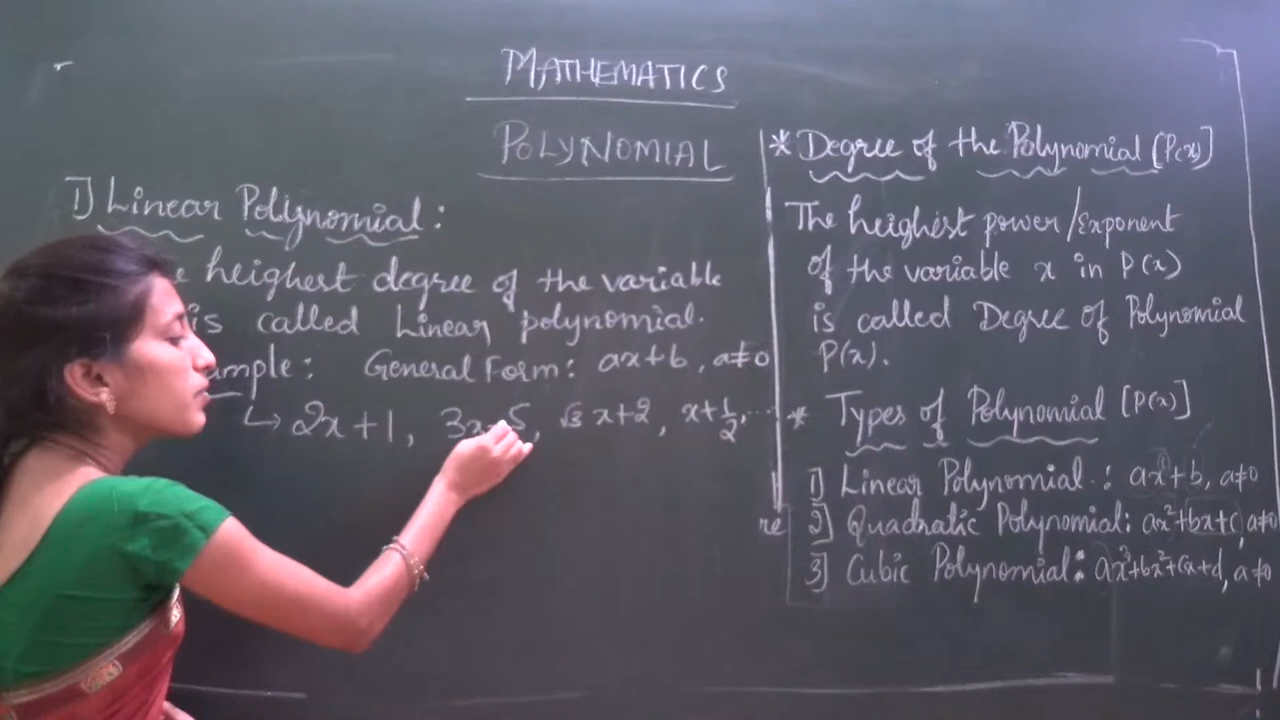 MATHEMATICS
POLYNOMIAL
1) Linear Polynomial:
heighest degree of the variable
is called Linear polynomial.
ample: General Form: ax+b, a≠0
↳ 2x+1, 3x 5, √3 x+2, x+1/2, ...
* Degree of the Polynomial [P(x)]
The heighest power/Exponent
of the variable x in P(x)
is called Degree of Polynomial
P(x).
* Types of Polynomial [P(x)]
1) Linear Polynomial : ax¹+b, a≠0
2) Quadratic Polynomial: ax²+bx+c, a≠0
3) Cubic Polynomial: ax³+bx²+cx+d, a≠0